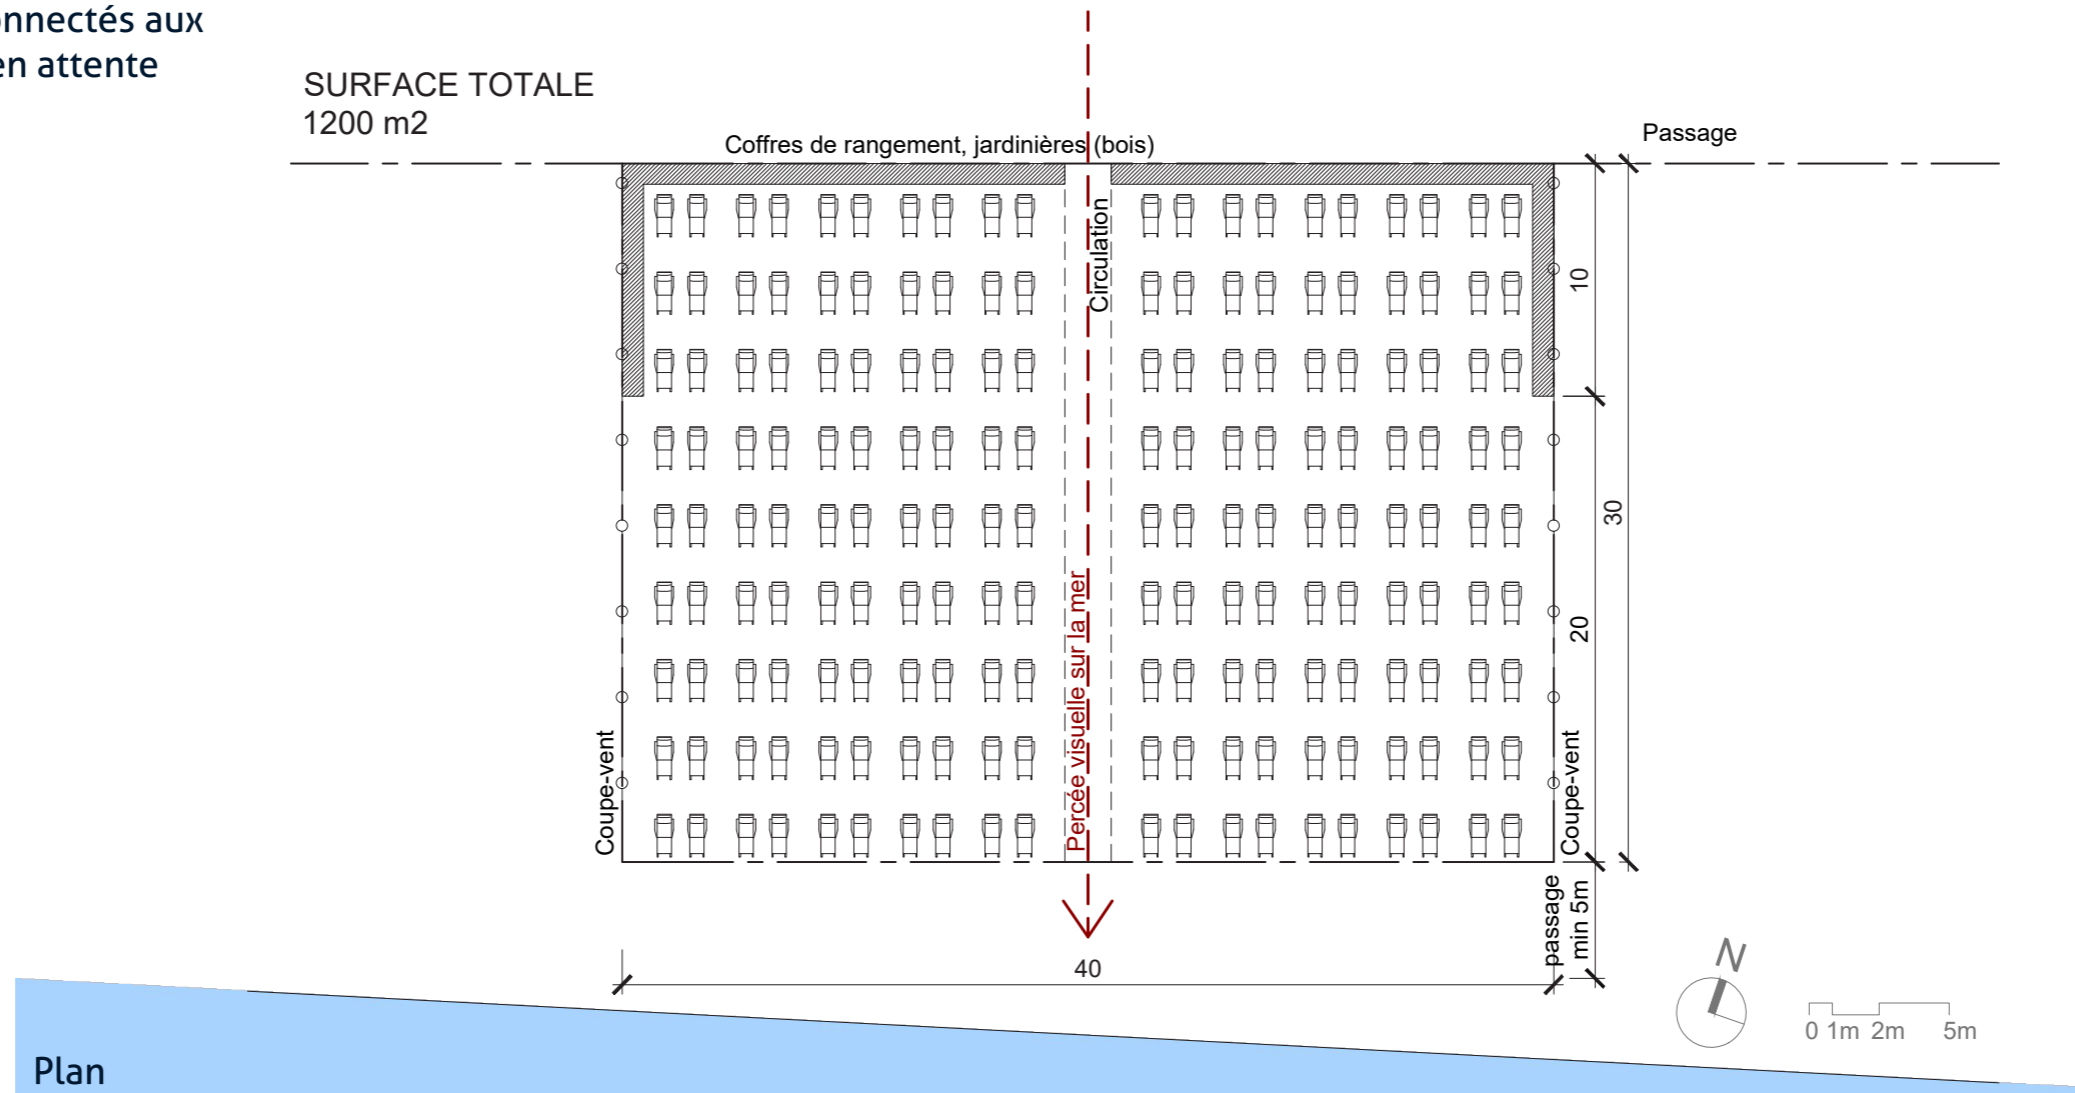 onnectés aux
en attente
SURFACE TOTALE
1200 m2
Coffres de rangement, jardinières (bois)
Passage
Circulation
10
30
20
Percée visuelle sur la mer
Coupe-vent
Coupe-vent
passage
min 5m
40
N
0 1m 2m 5m
Plan